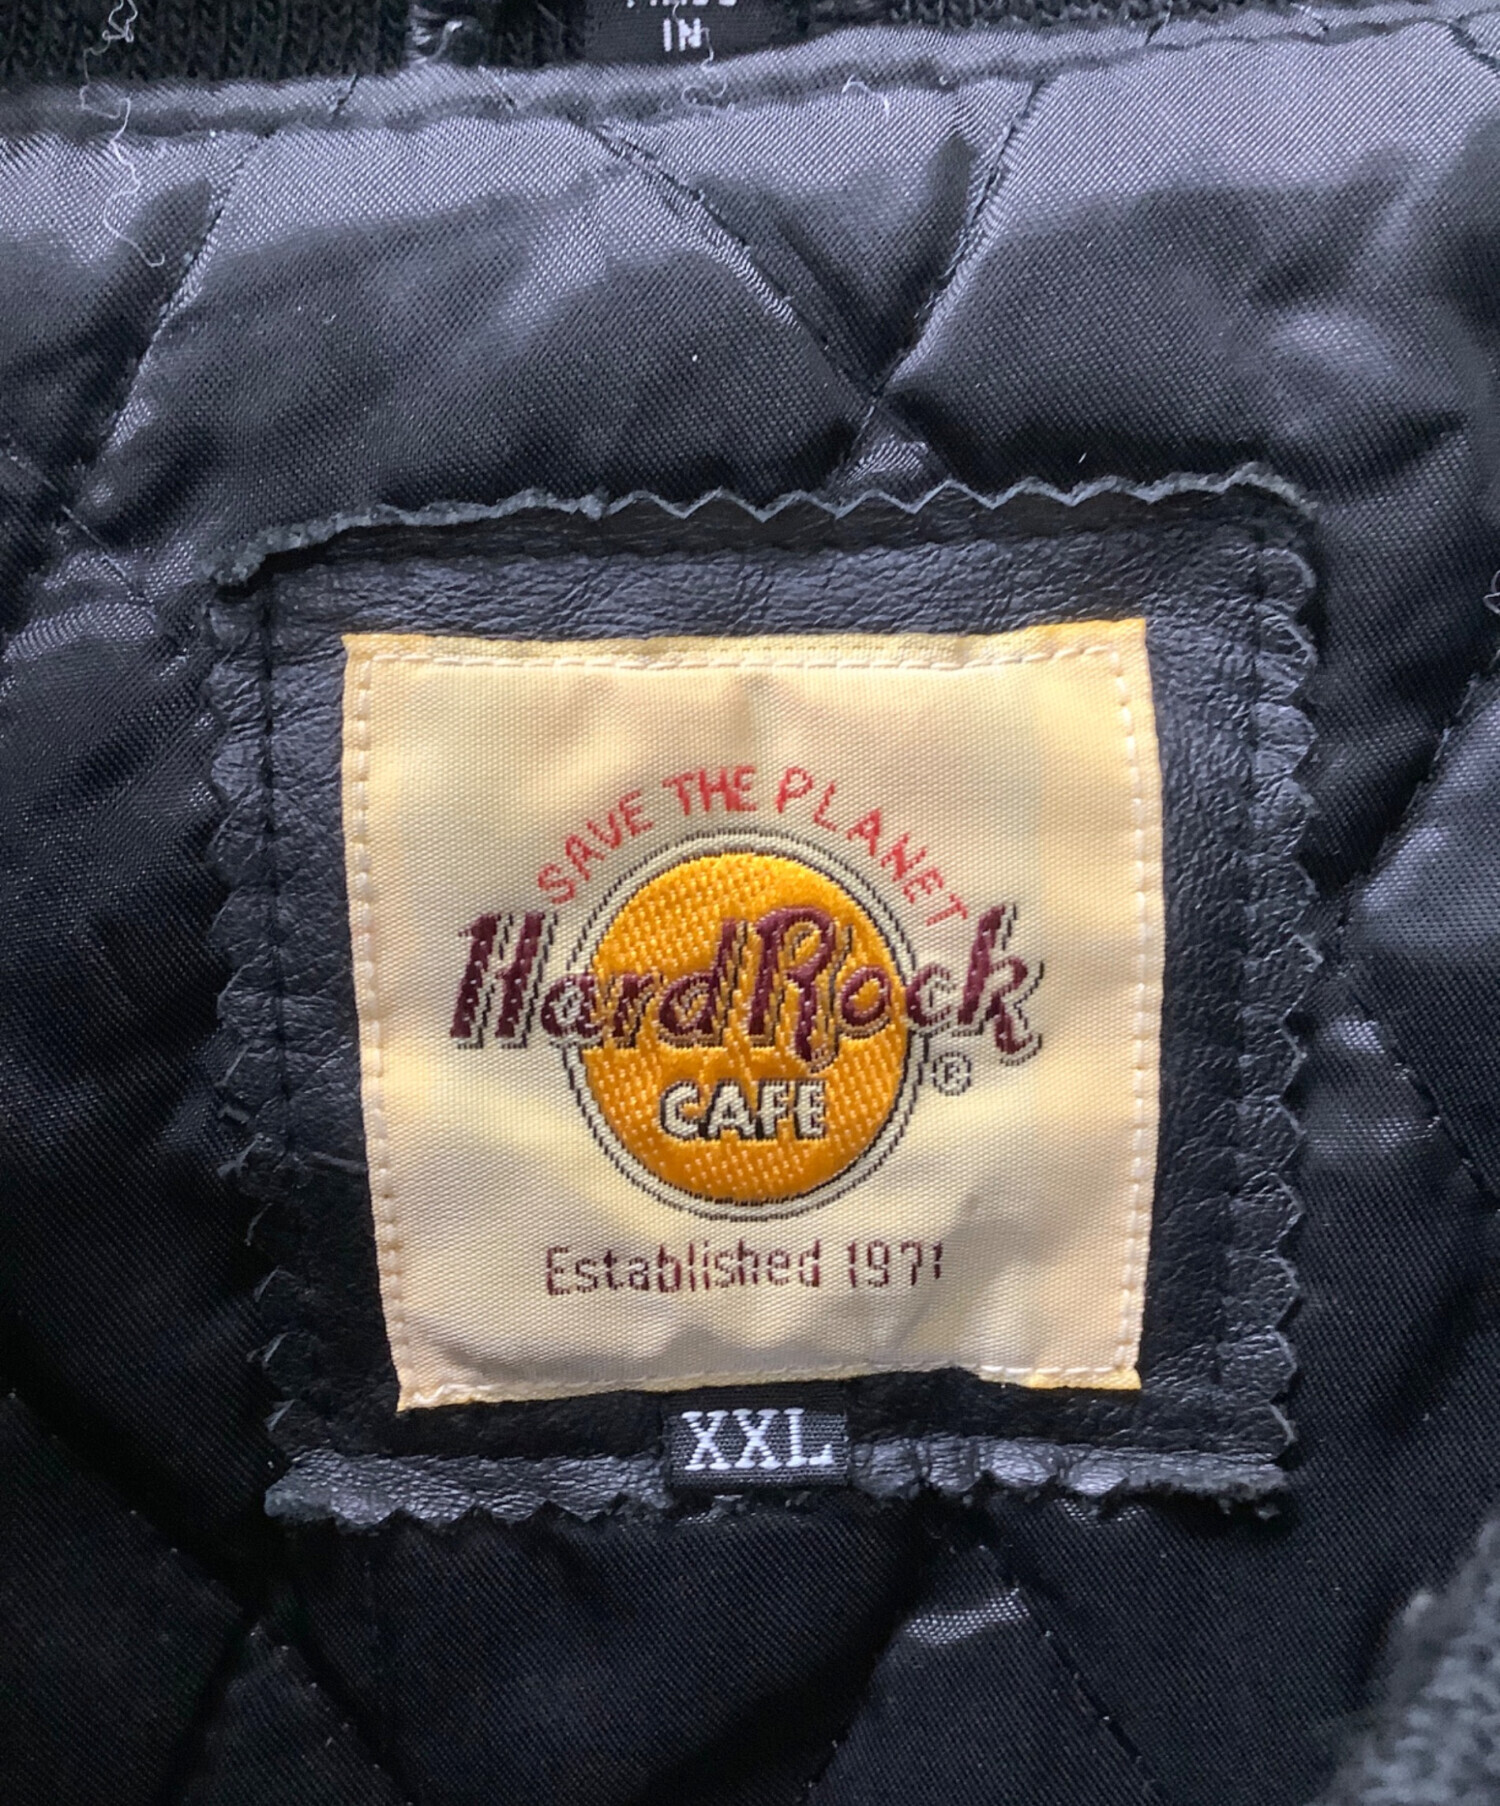 IN
SAVE THE PLANET
Hard Rock
CAFE
®
Established 1971
XXL